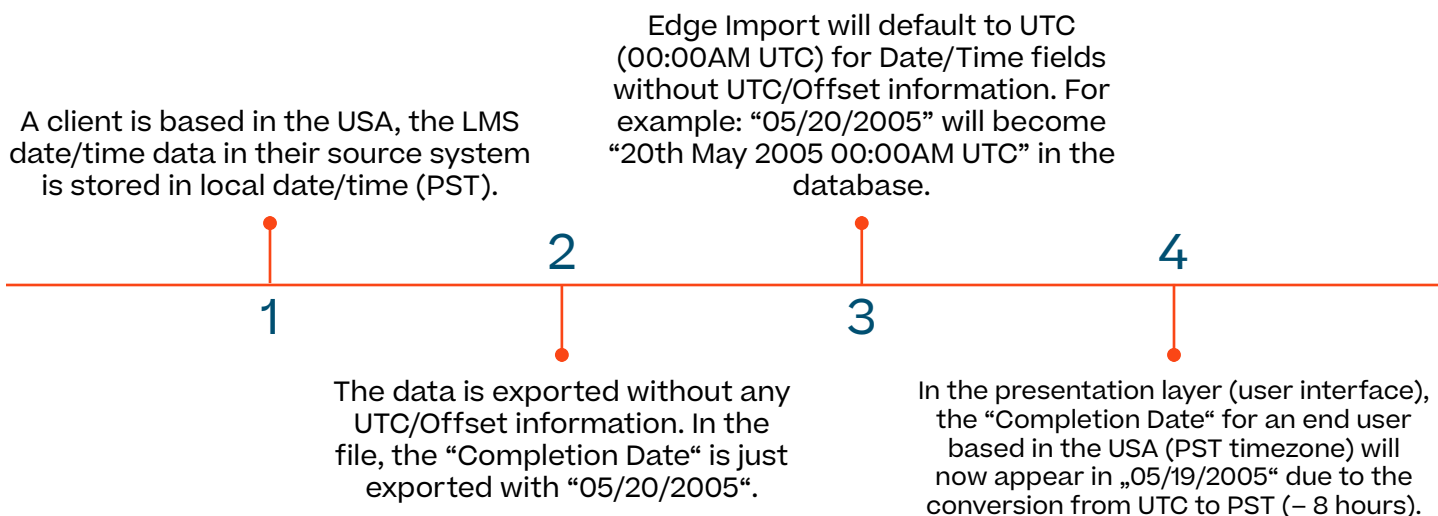 A client is based in the USA, the LMS
date/time data in their source system
is stored in local date/time (PST).
1
2
The data is exported without any
UTC/Offset information. In the
file, the “Completion Date“ is just
exported with “05/20/2005“.
Edge Import will default to UTC
(00:00AM UTC) for Date/Time fields
without UTC/Offset information. For
example: “05/20/2005” will become
“20th May 2005 00:00AM UTC” in the
database.
3
4
In the presentation layer (user interface),
the “Completion Date“ for an end user
based in the USA (PST timezone) will
now appear in „05/19/2005“ due to the
conversion from UTC to PST (– 8 hours).